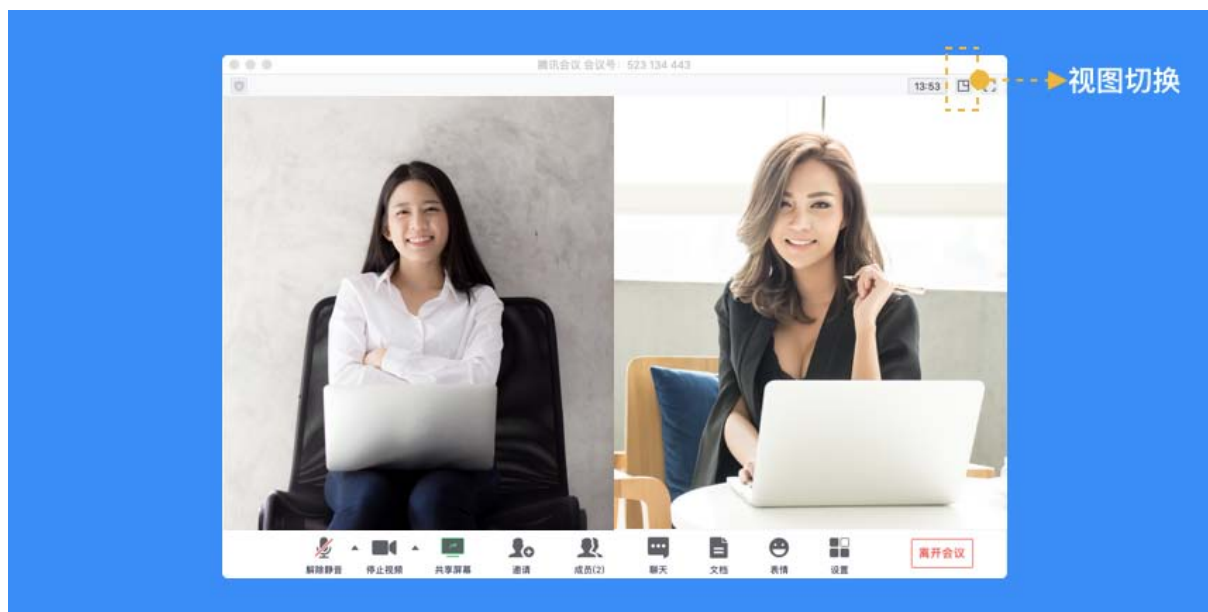 腾讯会议 会议号：523 134 443
13:53
视图切换
解除静音
停止视频
共享屏幕
邀请
成员(2)
聊天
文档
表情
设置
离开会议